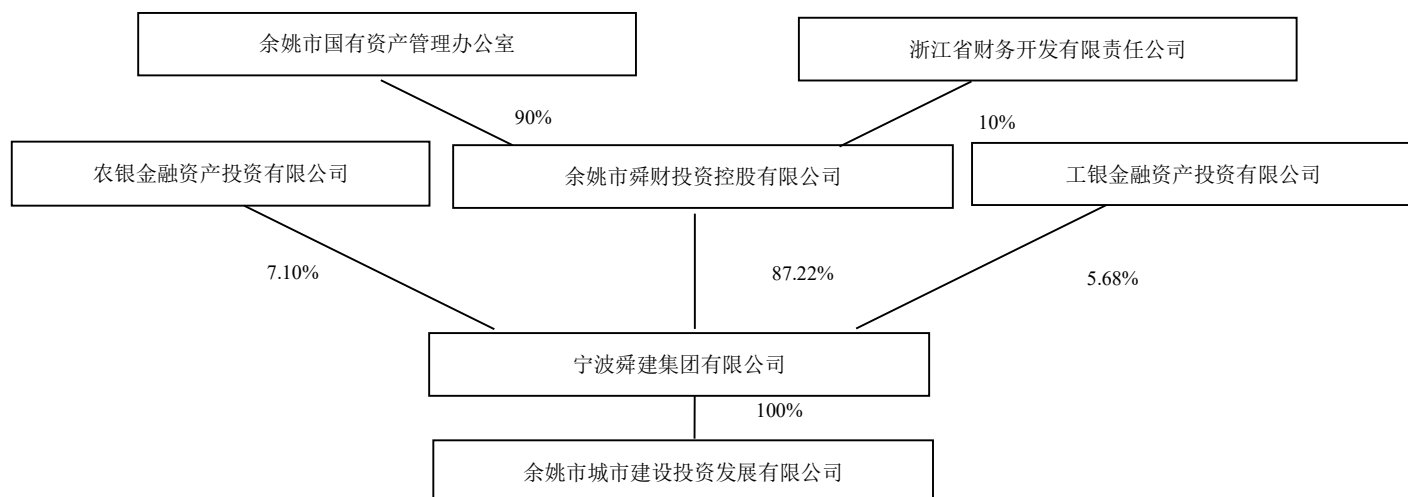 余姚市国有资产管理办公室
浙江省财务开发有限责任公司
90%
10%
农银金融资产投资有限公司
余姚市舜财投资控股有限公司
工银金融资产投资有限公司
7.10%
87.22%
5.68%
宁波舜建集团有限公司
100%
余姚市城市建设投资发展有限公司